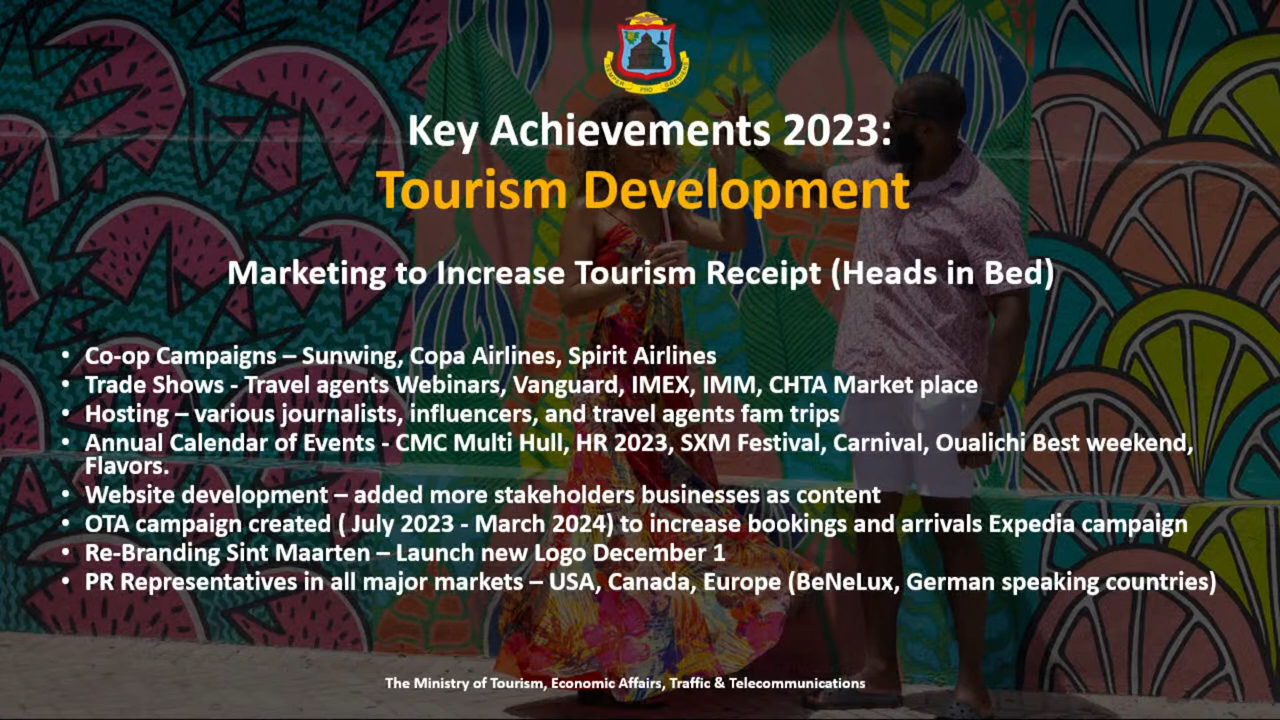 SEMPER PRO GREDIENS
Key Achievements 2023:
Tourism Development
Marketing to Increase Tourism Receipt (Heads in Bed)
• Co-op Campaigns – Sunwing, Copa Airlines, Spirit Airlines
• Trade Shows - Travel agents Webinars, Vanguard, IMEX, IMM, CHTA Market place
• Hosting – various journalists, influencers, and travel agents fam trips
• Annual Calendar of Events - CMC Multi Hull, HR 2023, SXM Festival, Carnival, Oualichi Best weekend,
Flavors.
• Website development – added more stakeholders businesses as content
• OTA campaign created ( July 2023 - March 2024) to increase bookings and arrivals Expedia campaign
• Re-Branding Sint Maarten – Launch new Logo December 1
• PR Representatives in all major markets – USA, Canada, Europe (BeNeLux, German speaking countries)
The Ministry of Tourism, Economic Affairs, Traffic & Telecommunications